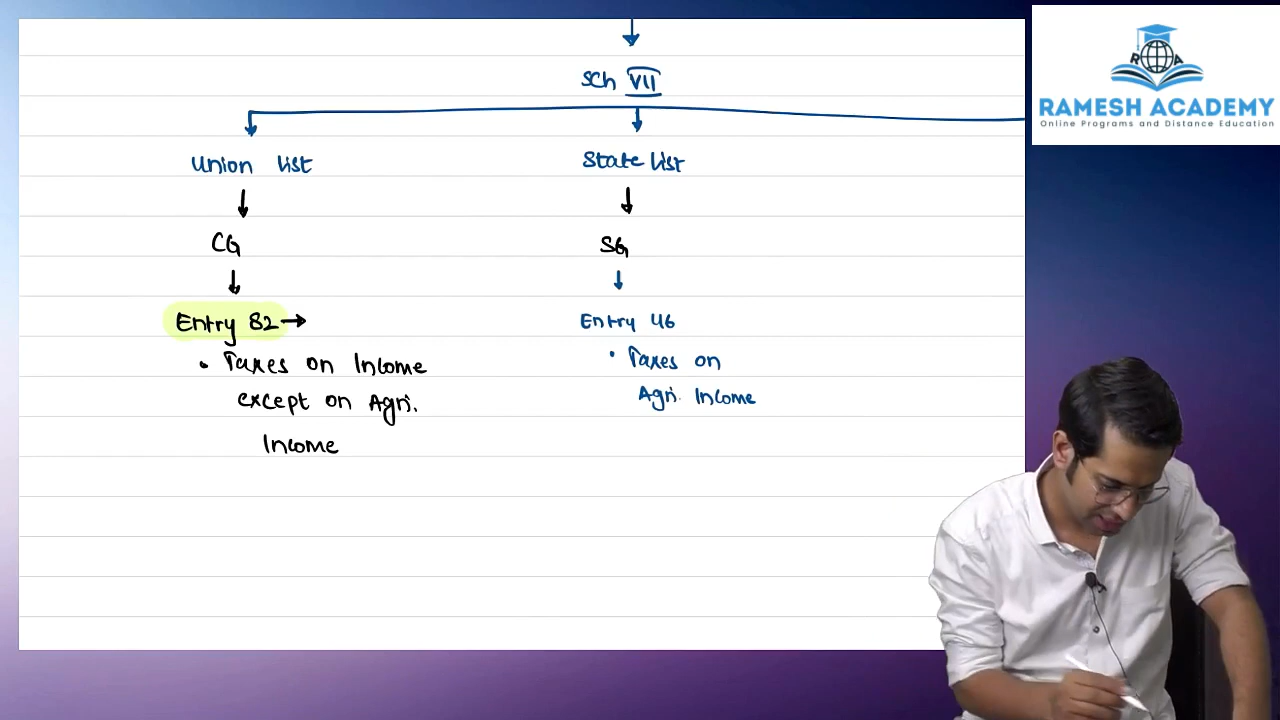 Sch VII
Union list
State list
CG
SG
Entry 82 →
Entry 46
• Taxes on Income
except on Agri.
Income
• Taxes on
Agri. Income
R A
RAMESH ACADEMY
Online Programs and Distance Education